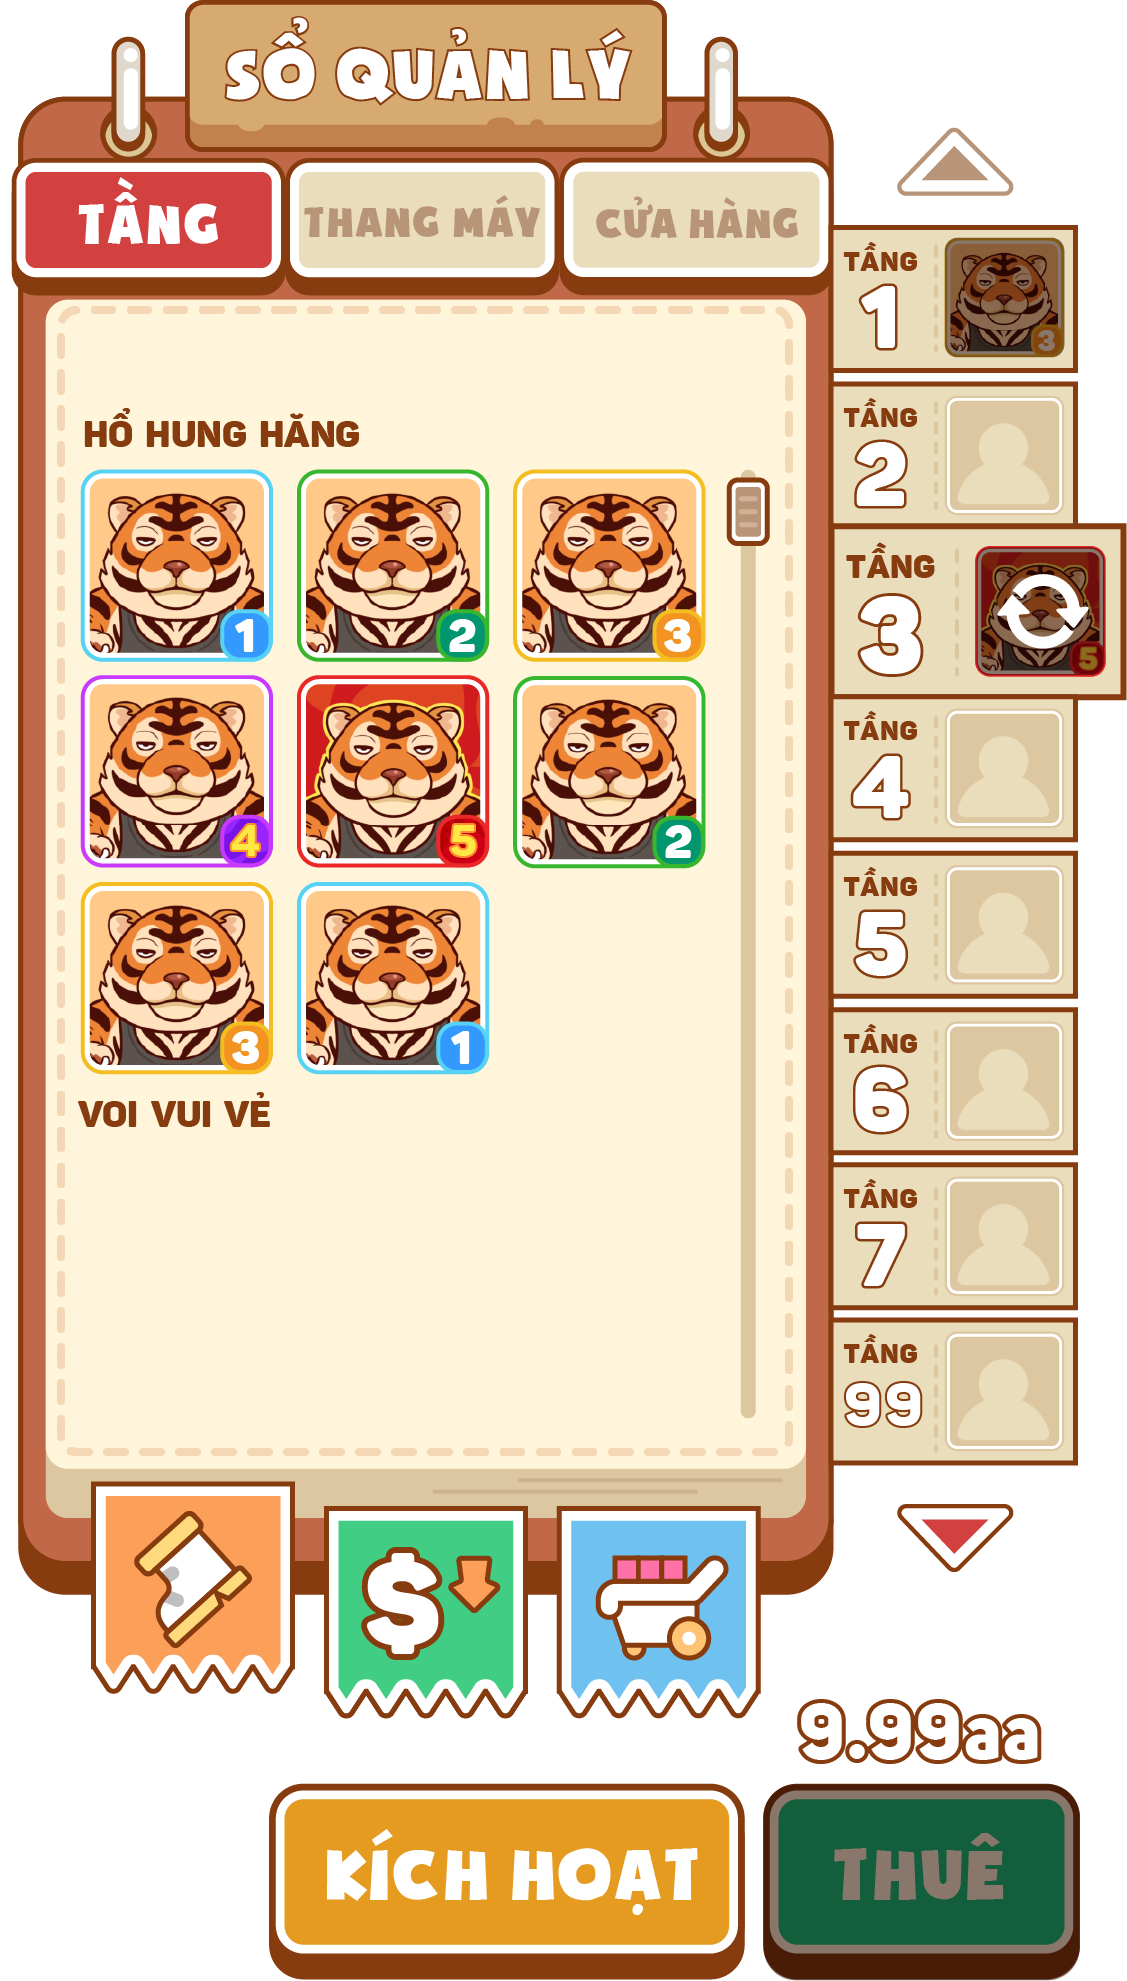 SỔ QUẢN LÝ
TẦNG
THANG MÁY
CỬA HÀNG
TẦNG
1
3
TẦNG
2
TẦNG
3
5
TẦNG
4
TẦNG
5
TẦNG
6
TẦNG
7
TẦNG
99
HỔ HUNG HĂNG
1
2
3
4
5
2
3
1
VOI VUI VẺ
$
9.99aa
KÍCH HOẠT
THUÊ